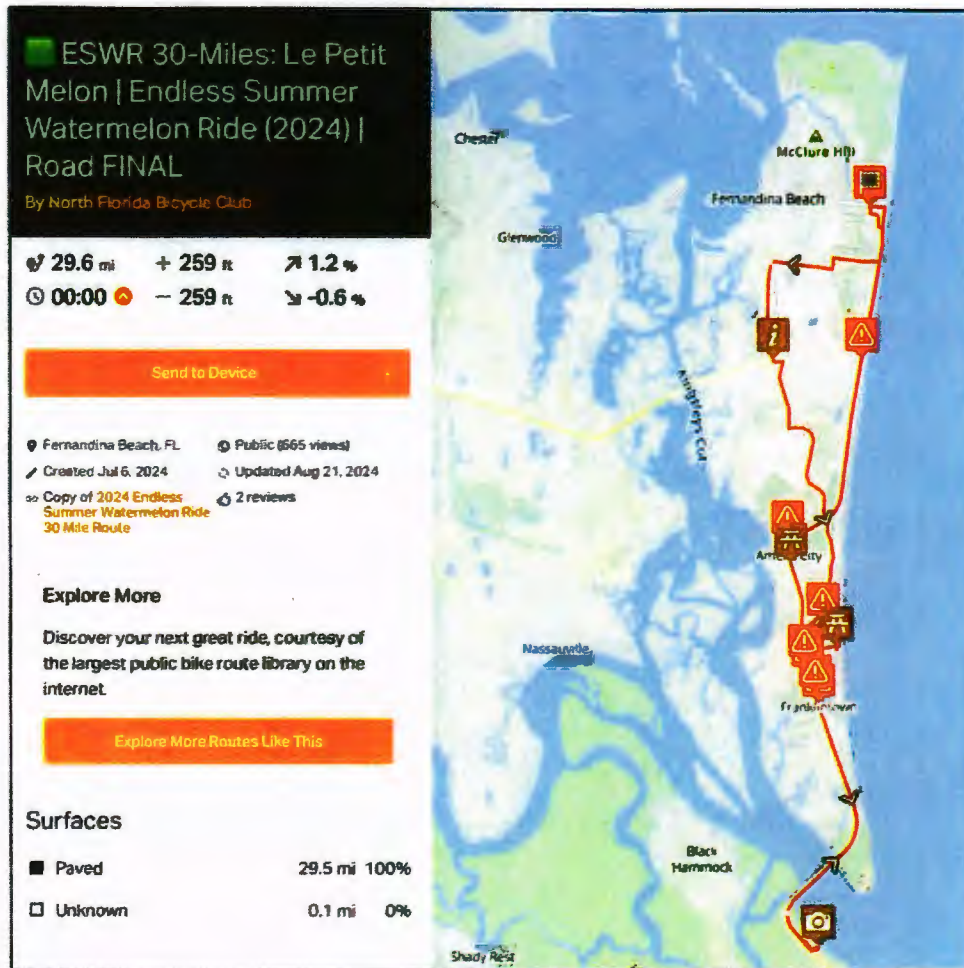 ESWR 30-Miles: Le Petit
Melon | Endless Summer
Watermelon Ride (2024) |
Road FINAL
By North Florida Bicycle Club
29.6 mi + 259 ft 1.2 %
00:00 − 259 ft -0.6 %
Send to Device
Fernandina Beach, FL Public (665 views)
Created Jul 6, 2024 Updated Aug 21, 2024
Copy of 2024 Endless 2 reviews
Summer Watermelon Ride
30 Mile Route
Explore More
Discover your next great ride, courtesy of
the largest public bike route library on the
internet.
Explore More Routes Like This
Surfaces
Paved 29.5 mi 100%
Unknown 0.1 mi 0%
Chester
McClure Hill
Fernandina Beach
Glenwood
i
Kingsleys Cut
City
Nassauville
Franklintown
Black
Hammock
Shady Rest